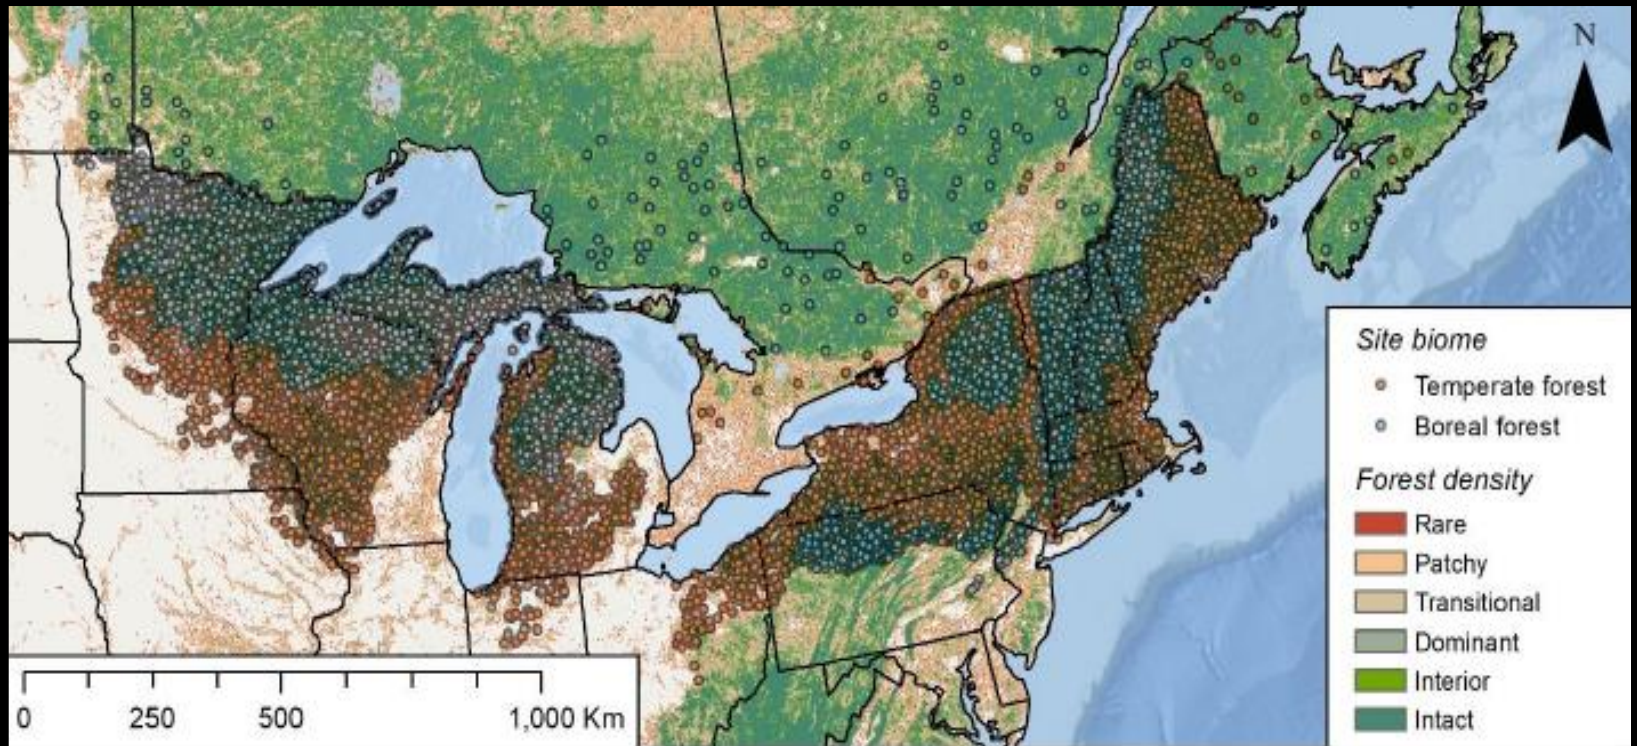 N
Site biome
Temperate forest
Boreal forest
Forest density
Rare
Patchy
Transitional
Dominant
Interior
Intact
0 250 500 1,000 Km